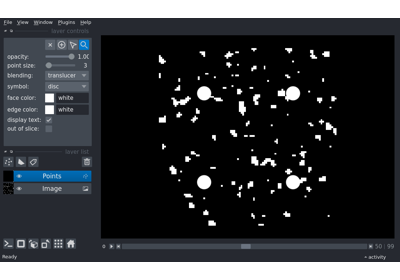 File View Window Plugins Help
layer controls
opacity: 1.00
point size: 3
blending: translucer
symbol: disc
face color: white
edge color: white
display text:
out of slice:
layer list
Points
Image
Ready
50 | 99
activity